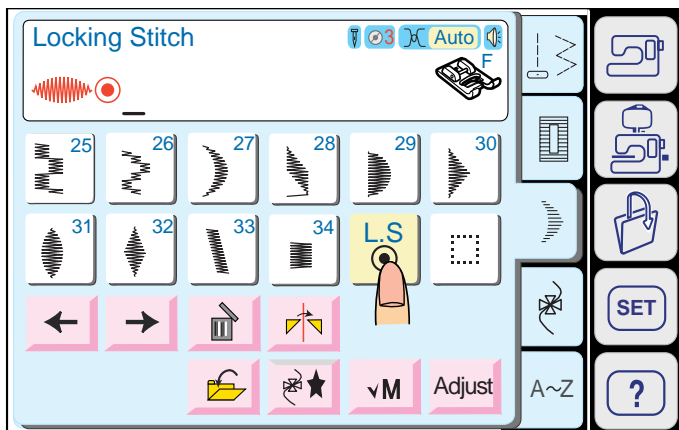 Locking Stitch
3 Auto
F
25 26 27 28 29 30
31 32 33 34 L.S
√M Adjust
A~Z
SET
?